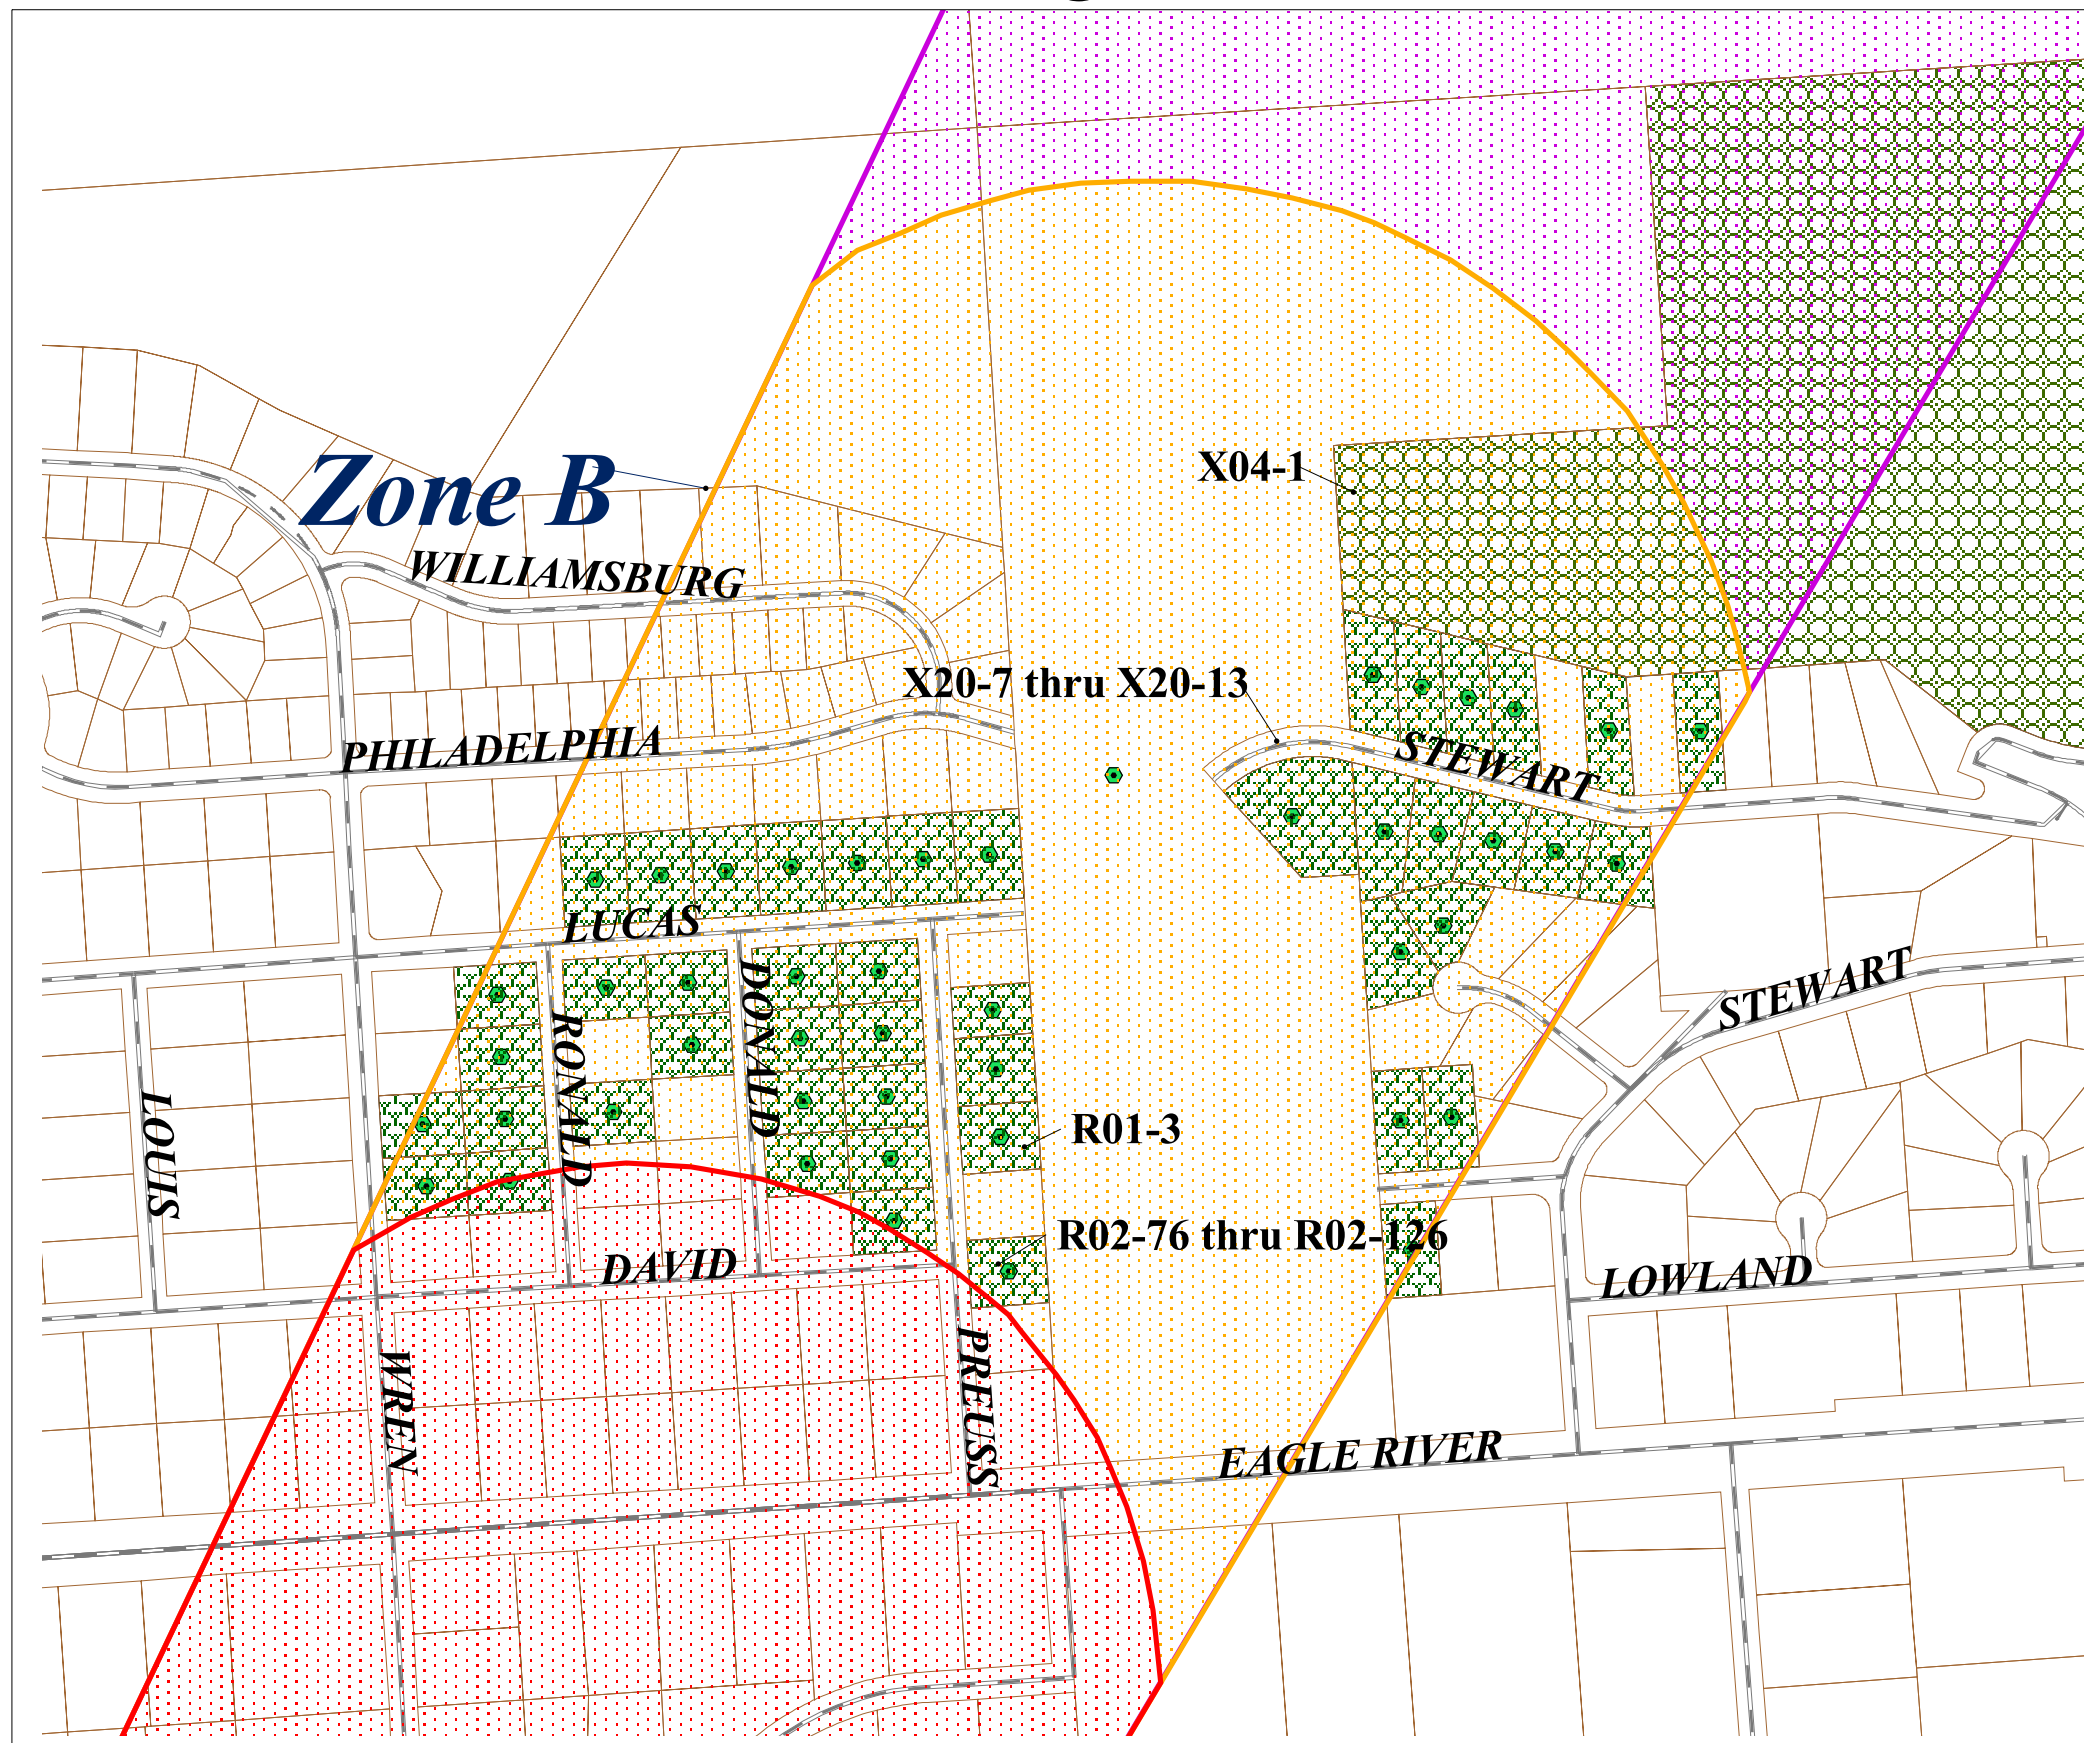 X04-1
Zone B
WILLIAMSBURG
X20-7 thru X20-13
PHILADELPHIA
STEWART
LUCAS
DONALD
STEWART
RONALD
LOUIS
R01-3
R02-76 thru R02-126
DAVID
LOWLAND
WREN
PREUSS
EAGLE RIVER